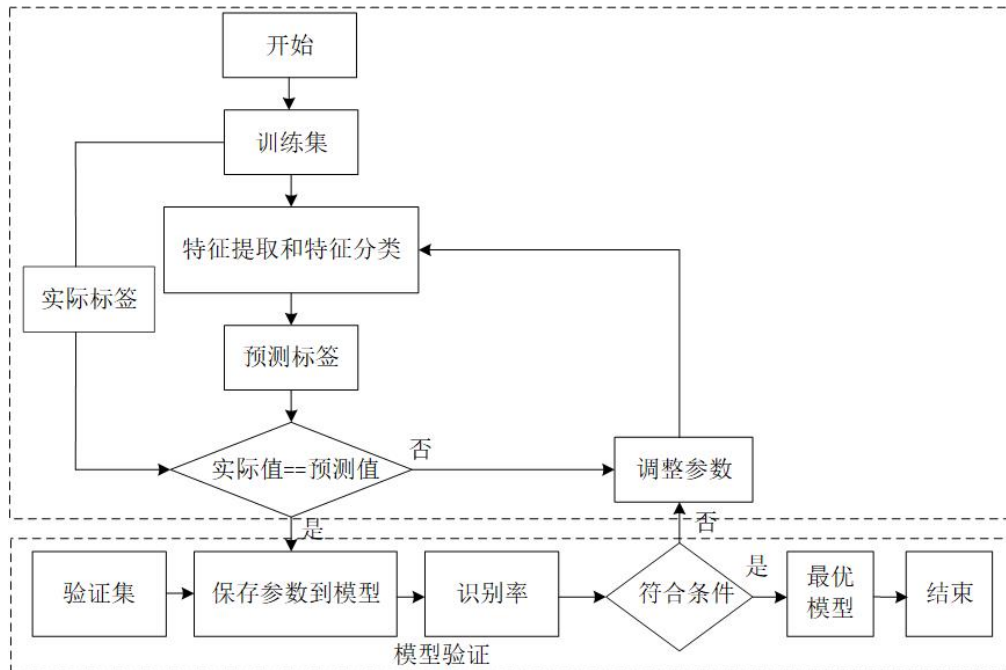 开始
训练集
特征提取和特征分类
实际标签
预测标签
否
实际值==预测值
调整参数
是
否
验证集
保存参数到模型
识别率
符合条件
是
最优
模型
结束
模型验证